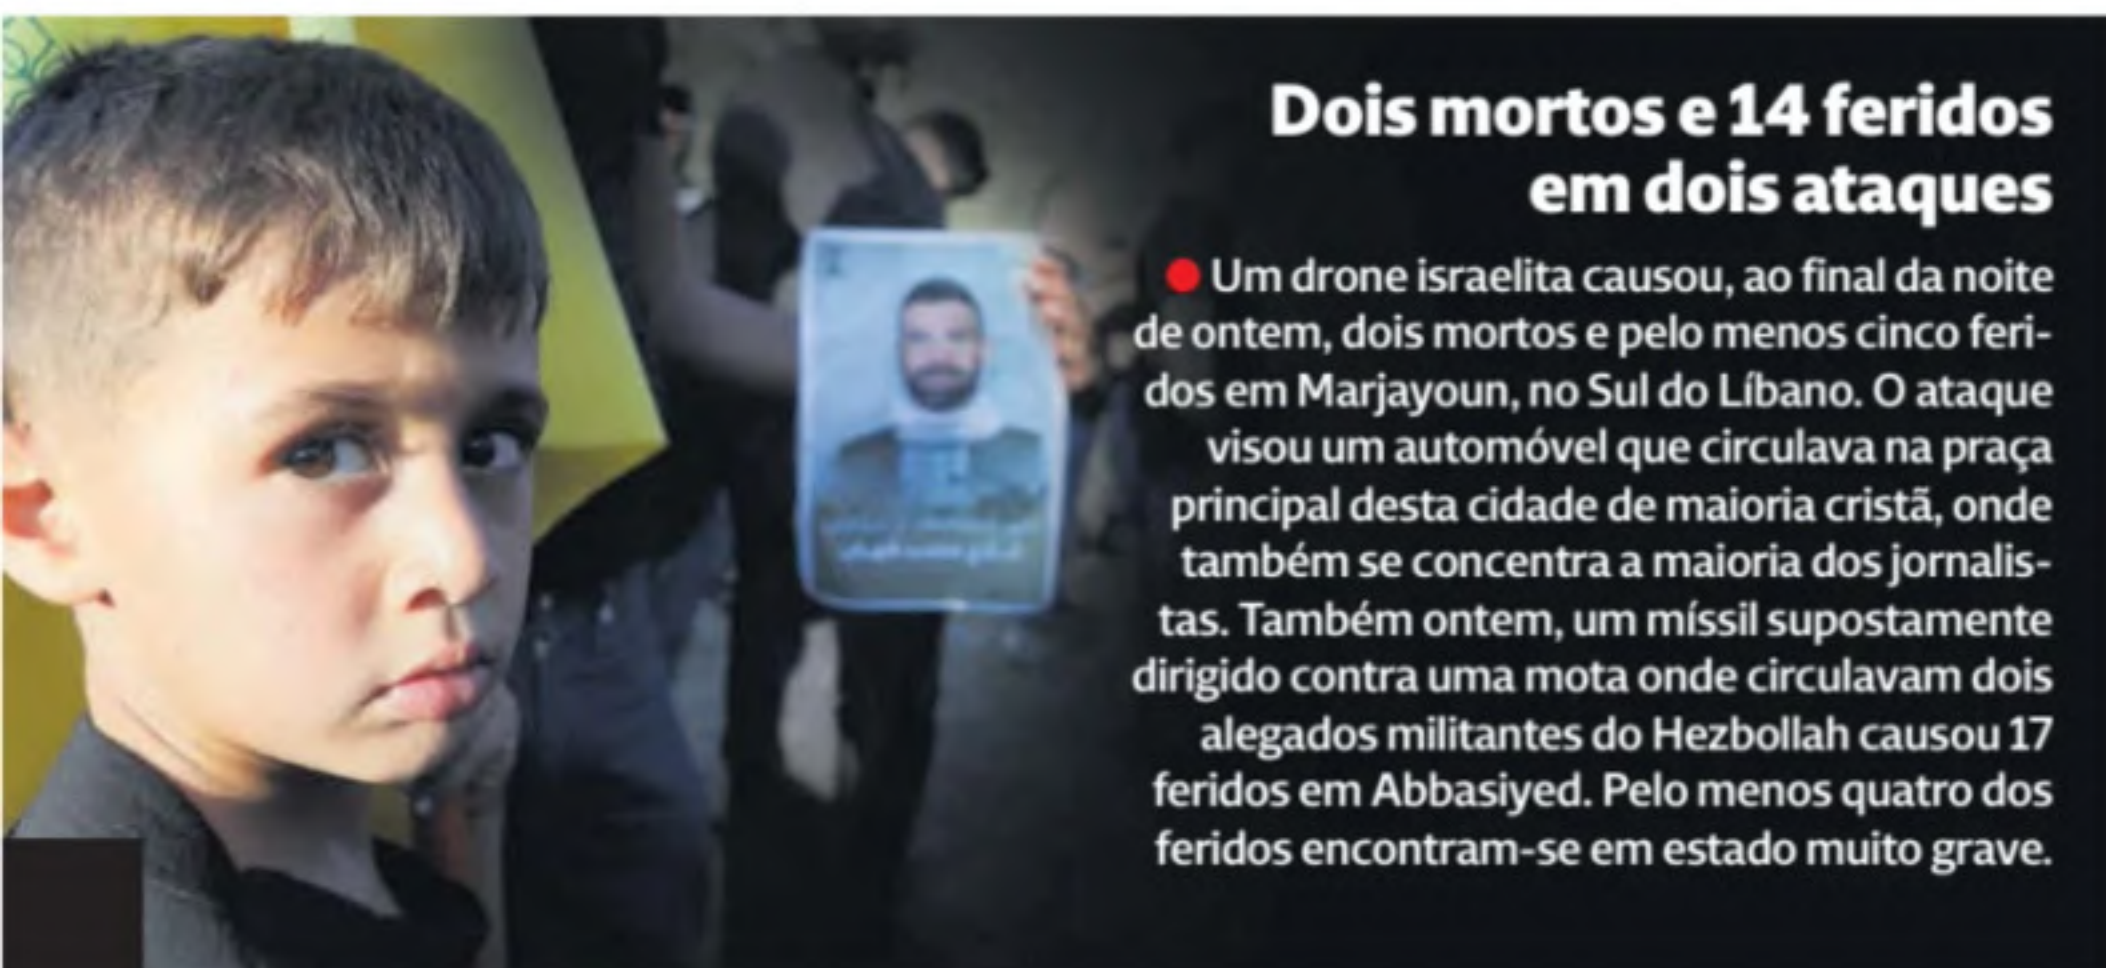 Dois mortos e 14 feridos
em dois ataques
● Um drone israelita causou, ao final da noite
de ontem, dois mortos e pelo menos cinco feri-
dos em Marjayoun, no Sul do Líbano. O ataque
visou um automóvel que circulava na praça
principal desta cidade de maioria cristã, onde
também se concentra a maioria dos jornalis-
tas. Também ontem, um míssil supostamente
dirigido contra uma mota onde circulavam dois
alegados militantes do Hezbollah causou 17
feridos em Abbasiyed. Pelo menos quatro dos
feridos encontram-se em estado muito grave.